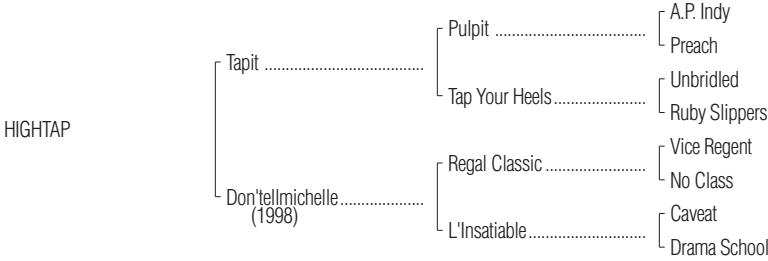 A.P. Indy
Pulpit ......................................
Preach
Tapit ........................................
Unbridled
Tap Your Heels.......................
Ruby Slippers
HIGHTAP
Vice Regent
Regal Classic .........................
No Class
Don'tellmichelle.....................
(1998)
Caveat
L'Insatiable.............................
Drama School